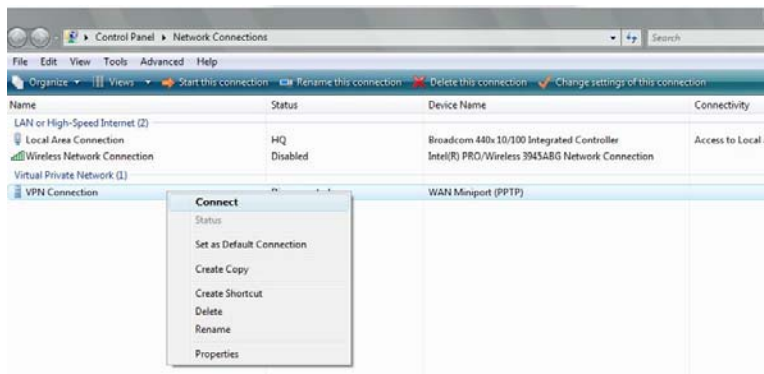 Control Panel ▸ Network Connections
Search
File Edit View Tools Advanced Help
Organize Views Start this connection Rename this connection Delete this connection Change settings of this connection
Name Status Device Name Connectivity
LAN or High-Speed Internet (2)
Local Area Connection HQ Broadcom 440x 10/100 Integrated Controller Access to Local
Wireless Network Connection Disabled Intel(R) PRO/Wireless 3945ABG Network Connection
Virtual Private Network (1)
VPN Connection WAN Miniport (PPTP)
Connect
Status
Set as Default Connection
Create Copy
Create Shortcut
Delete
Rename
Properties